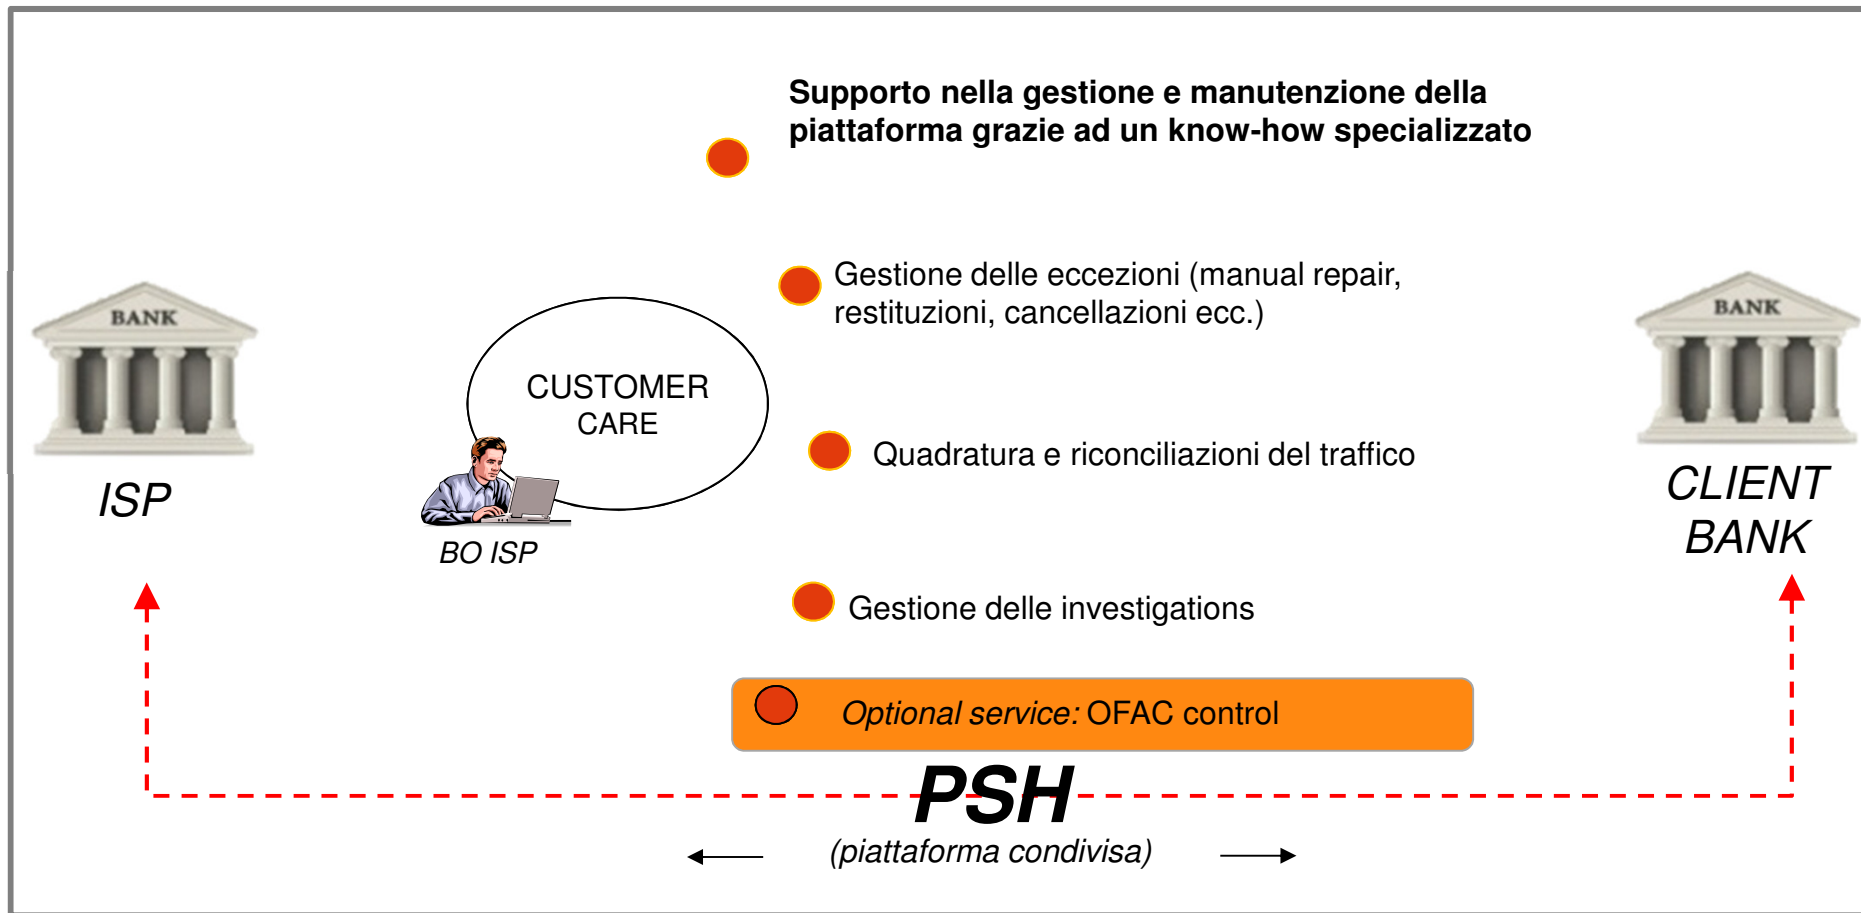 Supporto nella gestione e manutenzione della
piattaforma grazie ad un know-how specializzato
Gestione delle eccezioni (manual repair,
restituzioni, cancellazioni ecc.)
BANK
BANK
CUSTOMER
CARE
Quadratura e riconciliazioni del traffico
ISP
CLIENT
BANK
BO ISP
Gestione delle investigations
Optional service: OFAC control
PSH
(piattaforma condivisa)